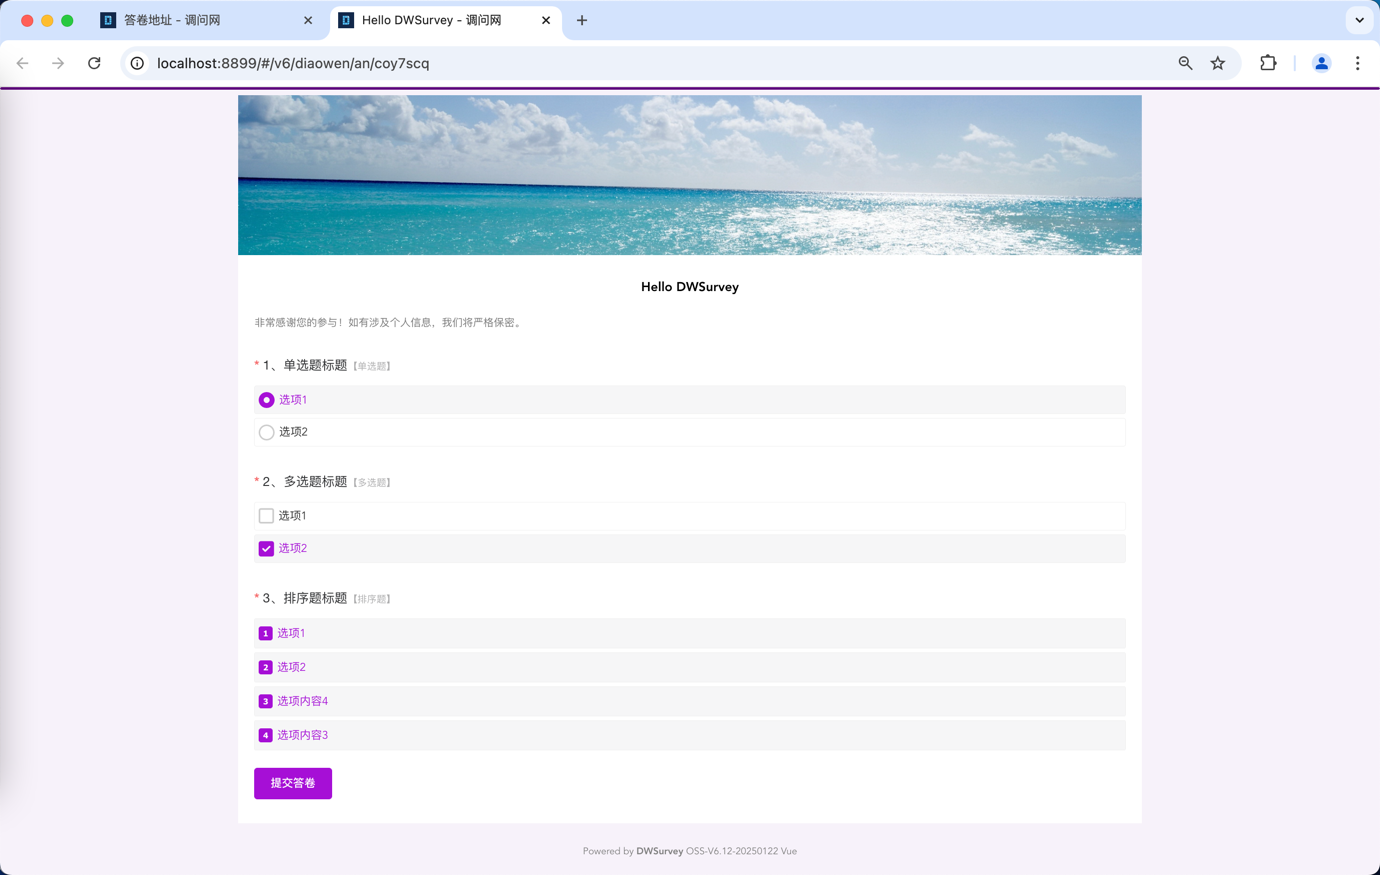 答卷地址 - 调问网
Hello DWSurvey - 调问网
localhost:8899/#/v6/diaowen/an/coy7scq
Hello DWSurvey
非常感谢您的参与！如有涉及个人信息，我们将严格保密。
* 1、单选题标题【单选题】
选项1
选项2
* 2、多选题标题【多选题】
选项1
选项2
* 3、排序题标题【排序题】
1 选项1
2 选项2
3 选项内容4
4 选项内容3
提交答卷
Powered by DWSurvey OSS-V6.12-20250122 Vue